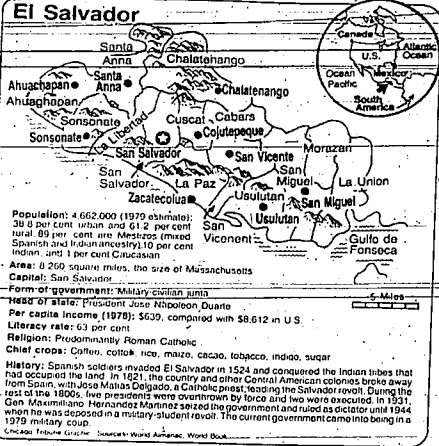 El Salvador
Canada
U.S.
Atlantic
Ocean
Ocean
Pacific
Mexico
South
America
Santa
Anna
Chalatenango
Ahuachapan
Santa
Anna
Chalatenango
Ahuaghapan
Sonsonate
Cuscat
Cabars
Sonsonate
La Libertad
Cojutepeque
Morazan
San Salvador
San Vicente
San
Salvador
La Paz
San
Miguel
La Union
Usulutan
San Miguel
Zacatecolua
Usulutan
San
Vicenent
Gulfo de
Fonseca
5 Miles
Population: 4,662,000 (1979 estimate);
38.8 per cent urban and 61.2 per cent
rural. 89 per cent are Mestizos (mixed
Spanish and Indian ancestry) 10 per cent
Indian, and 1 per cent Caucasian
Area: 8,260 square miles, the size of Massachusetts
Capital: San Salvador
Form of government: Military-civilian junta
Head of state: President Jose Napoleon Duarte
Per capita income (1978): $639, compared with $8,612 in U.S.
Literacy rate: 63 per cent
Religion: Predominantly Roman Catholic
Chief crops: Coffee, cotton, rice, maize, cacao, tobacco, indigo, sugar
History: Spanish soldiers invaded El Salvador in 1524 and conquered the Indian tribes that
had occupied the land. In 1821, the country and other Central American colonies broke away
from Spain, with Jose Matias Delgado, a Catholic priest, leading the Salvador revolt. During the
rest of the 1800s, five presidents were overthrown by force and two were executed. In 1931,
Gen. Maximiliano Hernandez Martinez seized the government and ruled as dictator until 1944
when he was deposed in a military-student revolt. The current government came into being in a
1979 military coup.
Chicago Tribune Graphic Sources: World Almanac, World Book